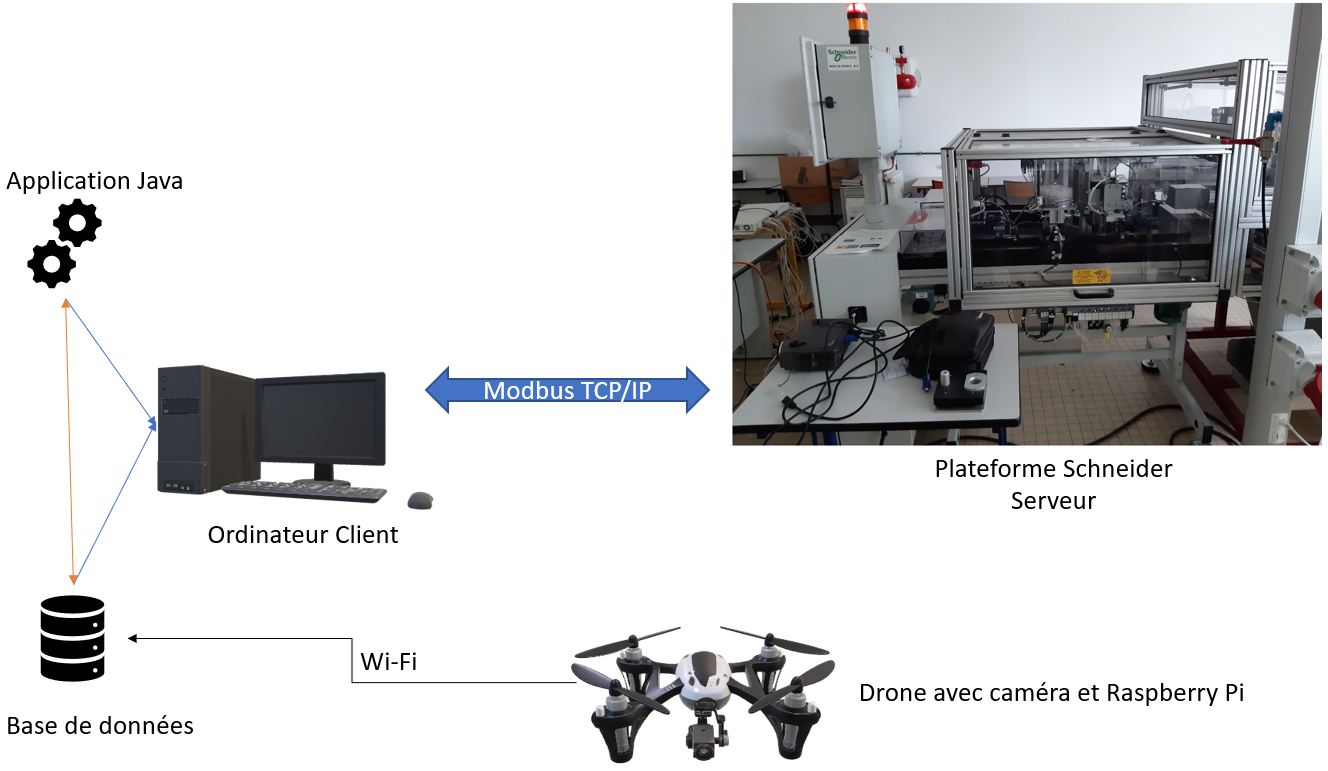 Schneider
Electric
Application Java
Modbus TCP/IP
Plateforme Schneider
Serveur
Ordinateur Client
Wi-Fi
Drone avec caméra et Raspberry Pi
Base de données